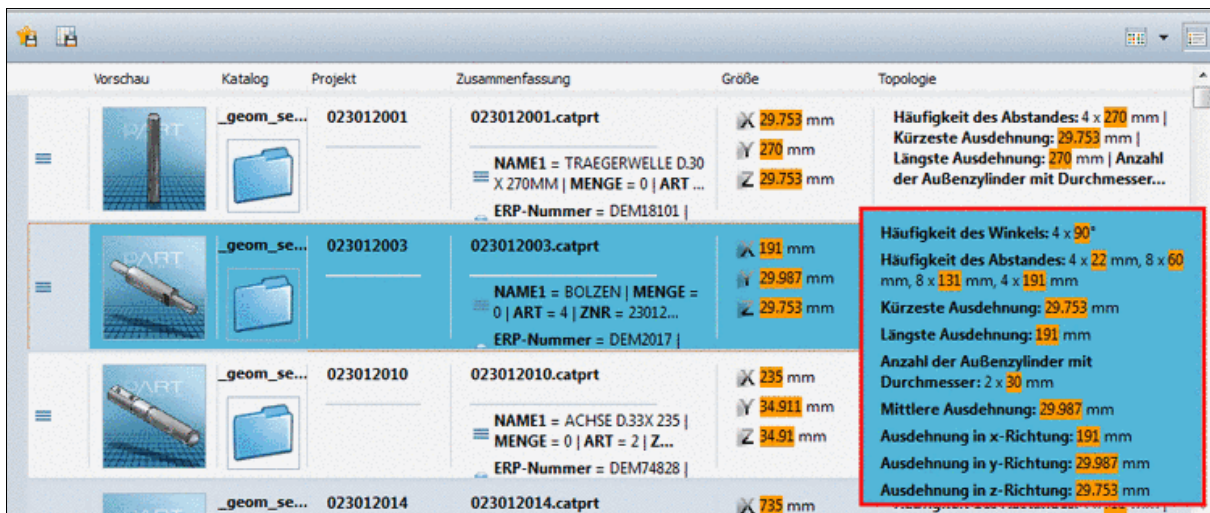 Vorschau Katalog Projekt Zusammenfassung Größe Topologie
_geom_se... 023012001 023012001.catprt
NAME1 = TRAEGERWELLE D.30
X 270MM | MENGE = 0 | ART ...
ERP-Nummer = DEM18101 |
X 29.753 mm
Y 270 mm
Z 29.753 mm
Häufigkeit des Abstandes: 4 x 270 mm |
Kürzeste Ausdehnung: 29.753 mm |
Längste Ausdehnung: 270 mm | Anzahl
der Außenzylinder mit Durchmesser...
_geom_se... 023012003 023012003.catprt
NAME1 = BOLZEN | MENGE =
0 | ART = 4 | ZNR = 23012...
ERP-Nummer = DEM2017 |
X 191 mm
Y 29.987 mm
Z 29.753 mm
Häufigkeit des Winkels: 4 x 90°
Häufigkeit des Abstandes: 4 x 22 mm, 8 x 60
mm, 8 x 131 mm, 4 x 191 mm
Kürzeste Ausdehnung: 29.753 mm
Längste Ausdehnung: 191 mm
Anzahl der Außenzylinder mit
Durchmesser: 2 x 30 mm
Mittlere Ausdehnung: 29.987 mm
Ausdehnung in x-Richtung: 191 mm
Ausdehnung in y-Richtung: 29.987 mm
Ausdehnung in z-Richtung: 29.753 mm
_geom_se... 023012010 023012010.catprt
NAME1 = ACHSE D.33X 235 |
MENGE = 0 | ART = 2 | Z...
ERP-Nummer = DEM74828 |
X 235 mm
Y 34.911 mm
Z 34.91 mm
_geom_se... 023012014 023012014.catprt
X 735 mm